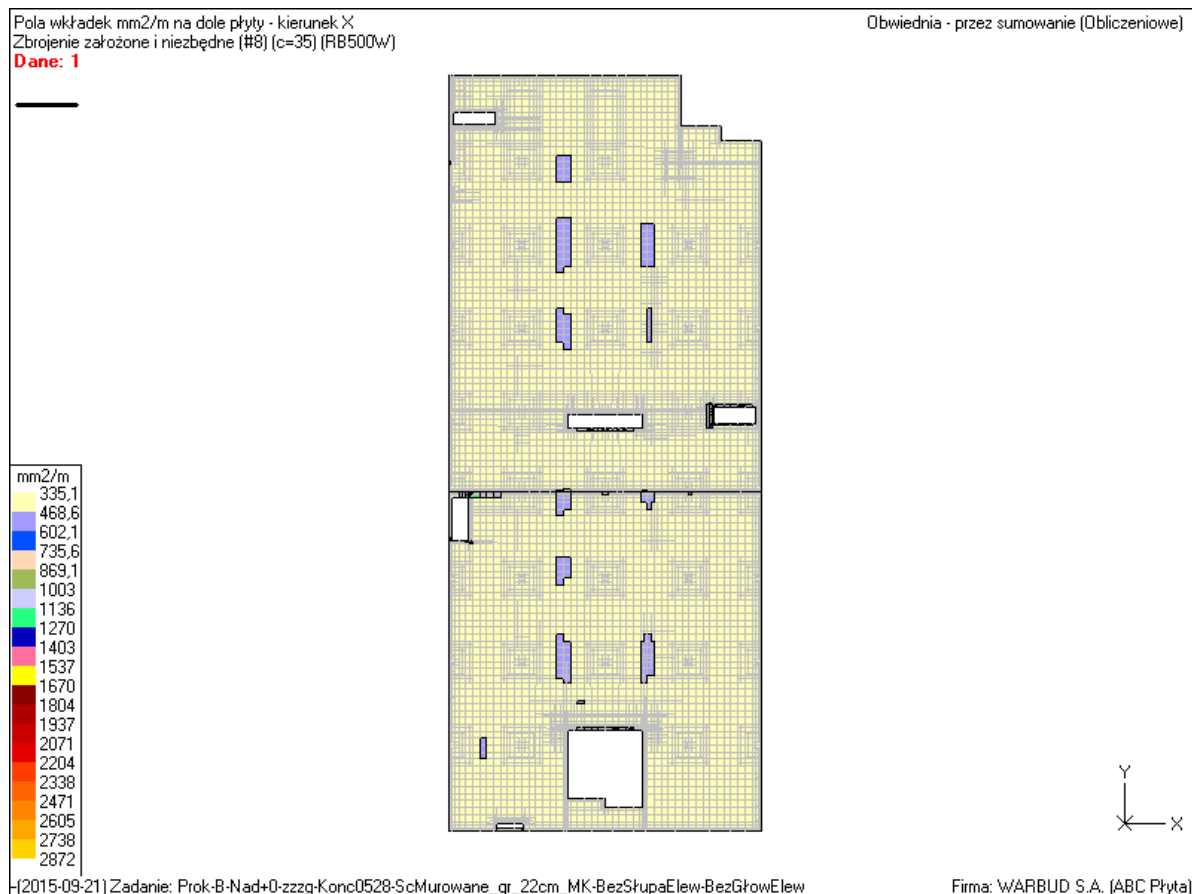 Pola wkładek mm2/m na dole płyty - kierunek X
Obwiednia - przez sumowanie (Obliczeniowe)
Zbrojenie założone i niezbędne (#8) (c=35) (RB500W)
Dane: 1
mm2/m
335,1
468,6
602,1
735,6
869,1
1003
1136
1270
1403
1537
1670
1804
1937
2071
2204
2338
2471
2605
2738
2872
Y
X
(2015-09-21) Zadanie: Prok-B-Nad+0-zzzg-Konc0528-ScMurowane_gr_22cm_MK-BezSłupaElew-BezGłowElew
Firma: WARBUD S.A. (ABC Płyta)